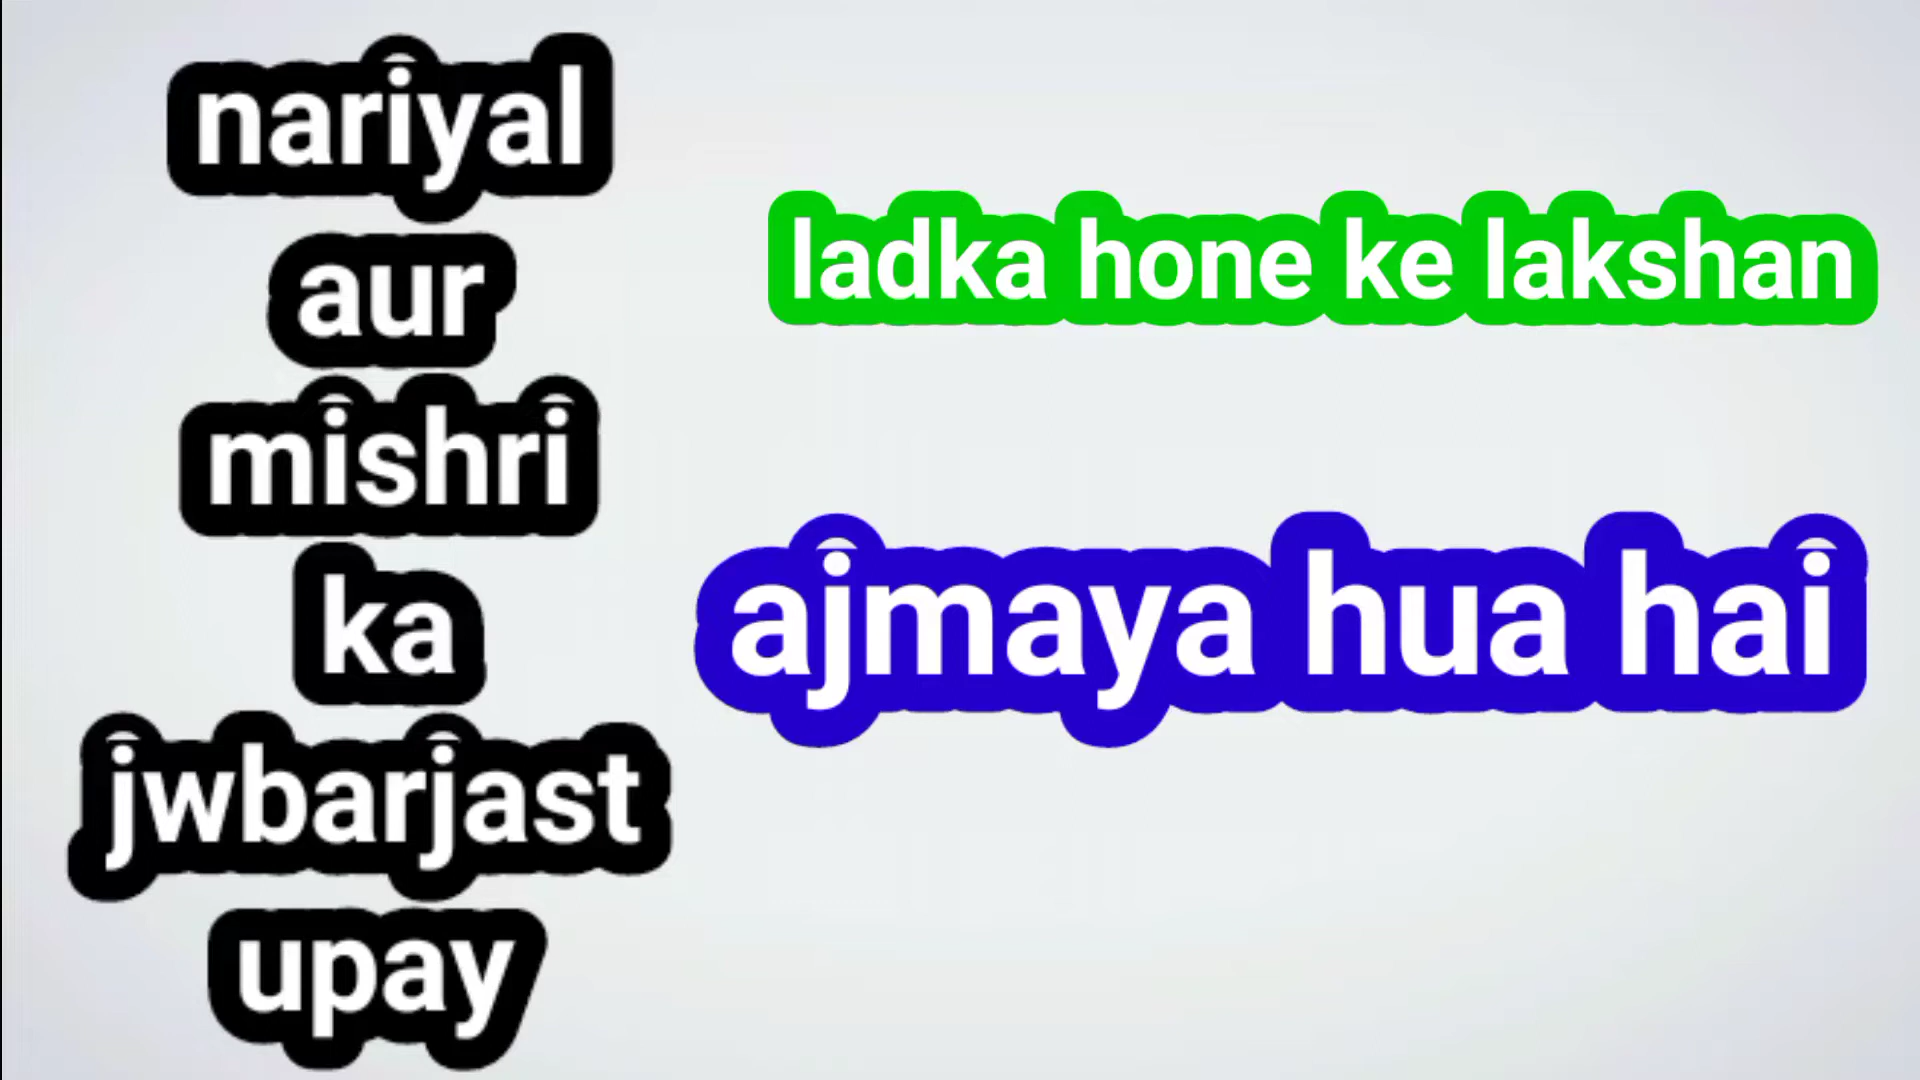 nariyal
aur
mishri
ka
jwbarjast
upay
ladka hone ke lakshan
ajmaya hua hai